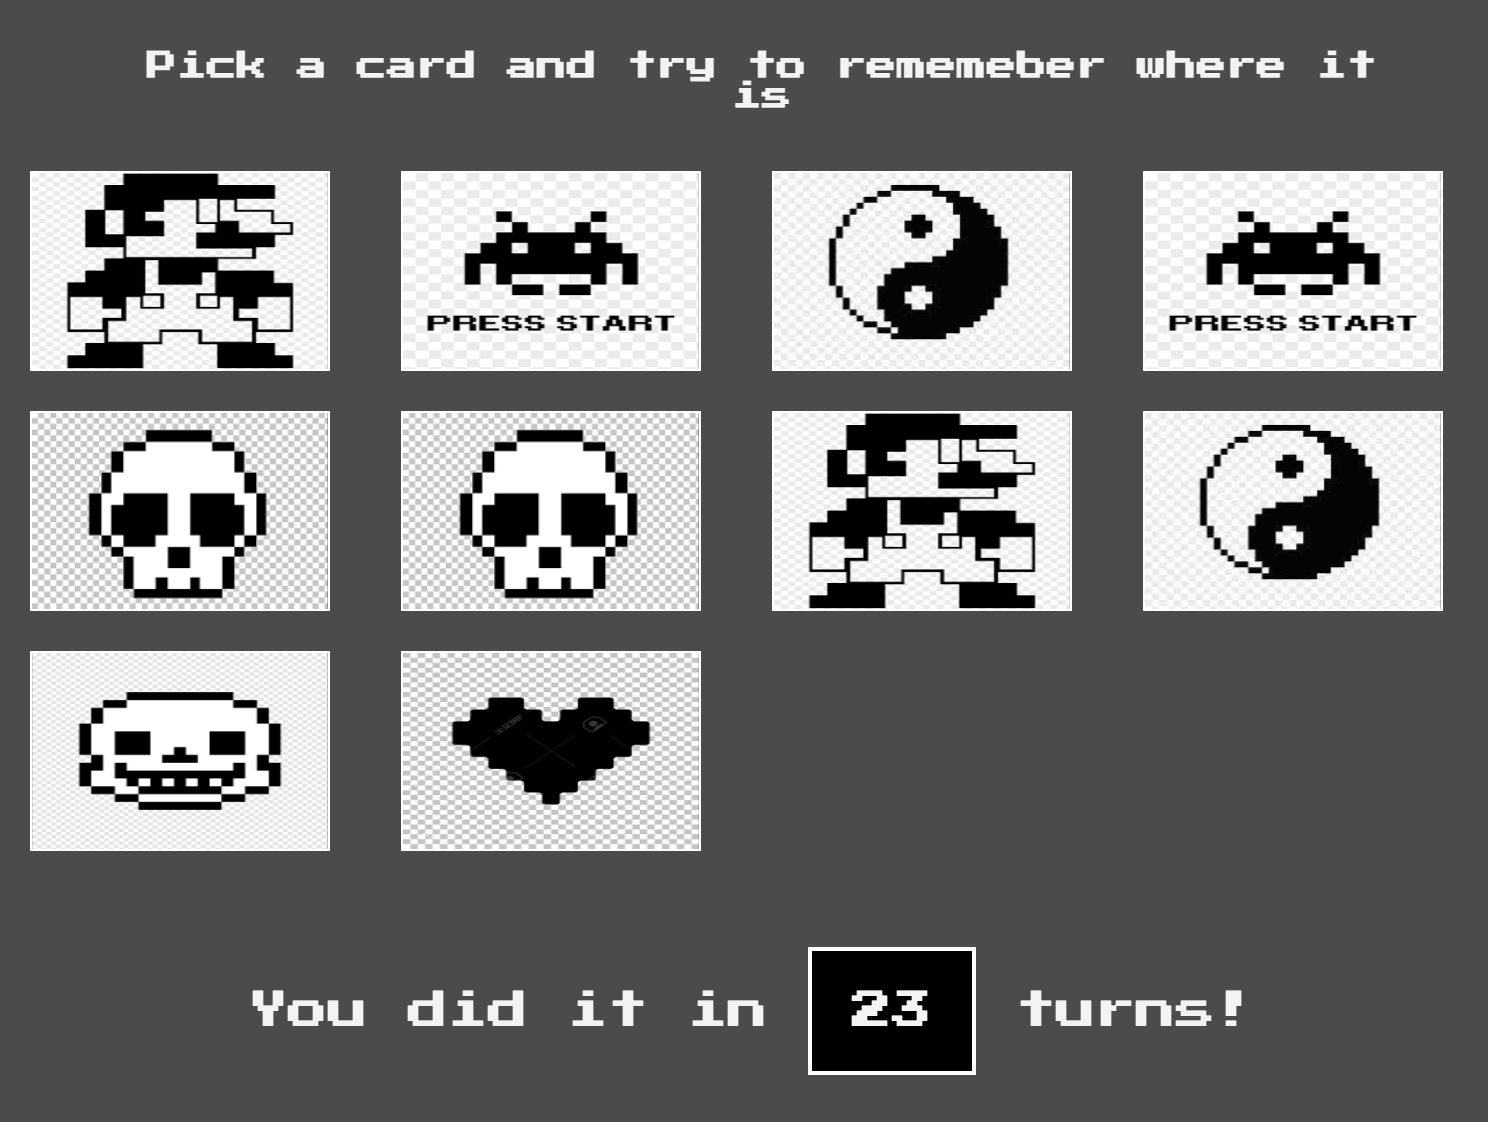 Pick a card and try to rememeber where it
is
PRESS START
PRESS START
You did it in 23 turns!